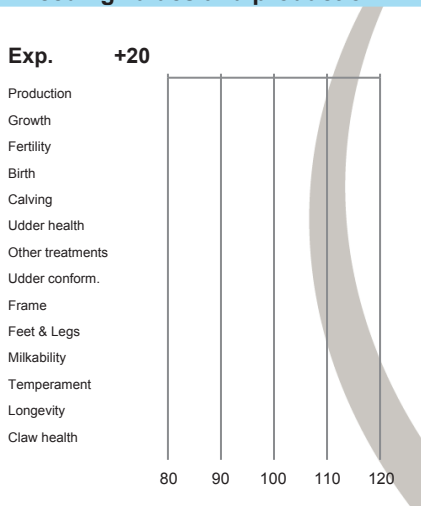 Exp. +20
Production
Growth
Fertility
Birth
Calving
Udder health
Other treatments
Udder conform.
Frame
Feet & Legs
Milkability
Temperament
Longevity
Claw health
80 90 100 110 120